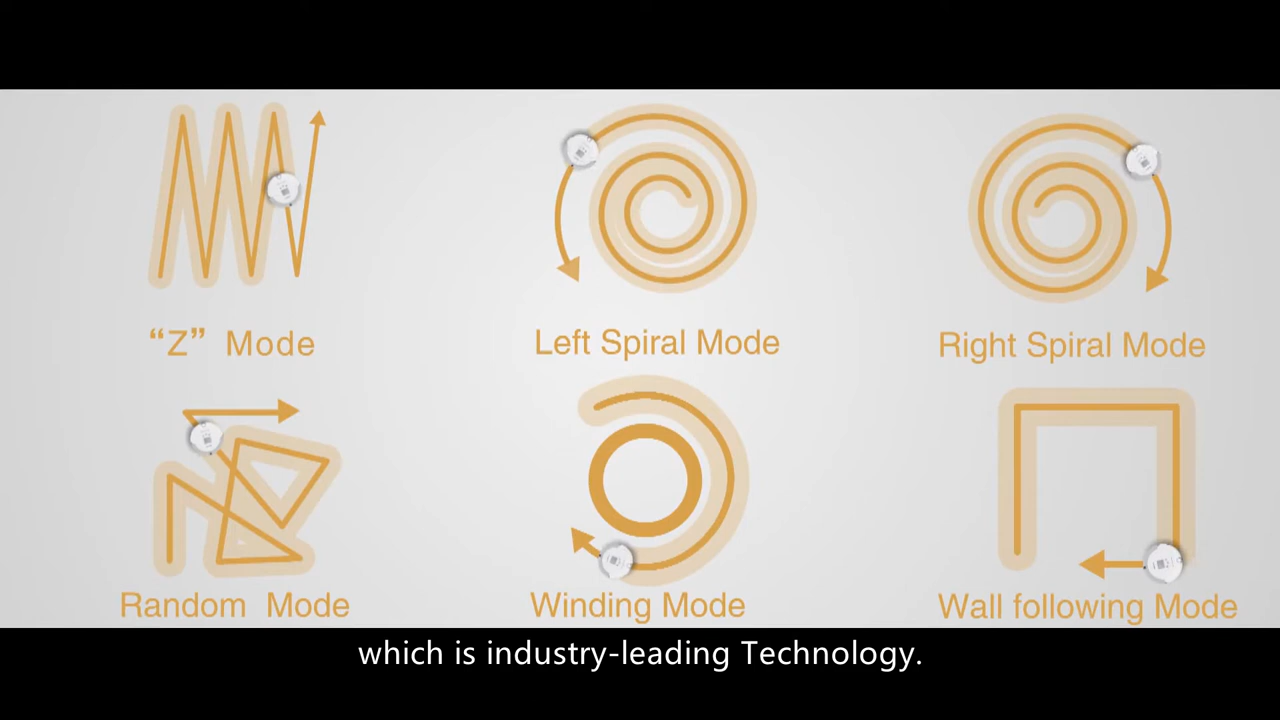 “Z” Mode
Left Spiral Mode
Right Spiral Mode
Random Mode
Winding Mode
Wall following Mode
which is industry-leading Technology.